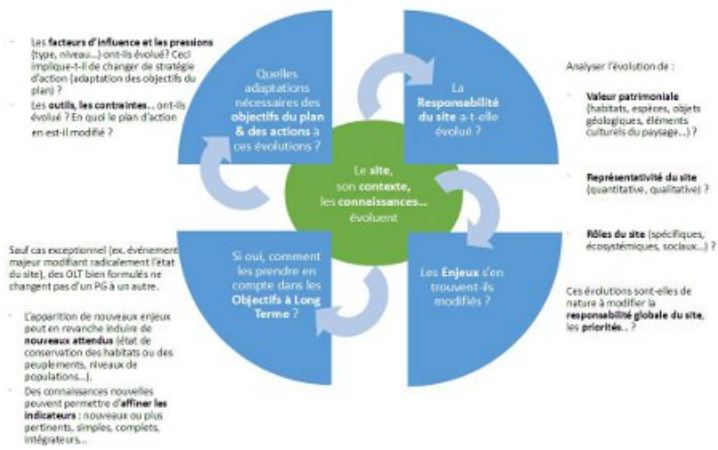 - Les facteurs d'influence et les pressions
(type, niveau...) ont-ils évolué? Ceci
implique-t-il de changer de stratégie
d'action (adaptation des objectifs du
plan) ?
- Les outils, les contraintes... ont-ils
évolué ? En quoi le plan d'action
en est-il modifié ?
Quelles
adaptations
nécessaires des
objectifs du plan
& des actions à
ces évolutions ?
La
Responsabilité
du site a-t-elle
évolué ?
Analyser l'évolution de :
- Valeur patrimoniale
(habitats, espèces, objets
géologiques, éléments
culturels du paysage...) ?
- Représentativité du site
(quantitative, qualitative) ?
- Rôles du site (spécifiques,
écosystémiques, sociaux...) ?
Ces évolutions sont-elles de
nature à modifier la
responsabilité globale du site,
les priorités.. ?
Le site,
son contexte,
les connaissances...
évoluent
Les Enjeux s'en
trouvent-ils
modifiés ?
Si oui, comment
les prendre en
compte dans les
Objectifs à Long
Terme ?
Sauf cas exceptionnel (ex. événement
majeur modifiant radicalement l'état
du site), des OLT bien formulés ne
changent pas d'un PG à un autre.
- L'apparition de nouveaux enjeux
peut en revanche induire de
nouveaux attendus (état de
conservation des habitats ou des
peuplements, niveaux de
populations...).
- Des connaissances nouvelles
peuvent permettre d'affiner les
indicateurs : nouveaux ou plus
pertinents, simples, complets,
intégrateurs...